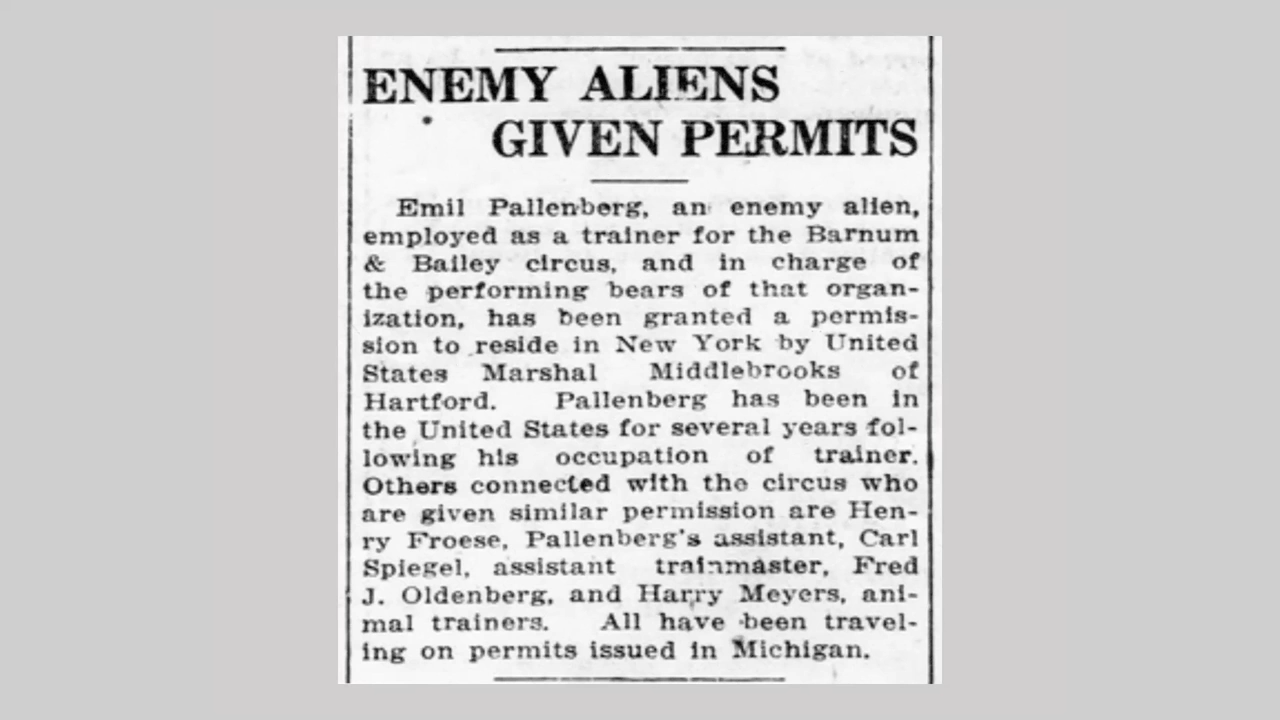 ENEMY ALIENS
GIVEN PERMITS
Emil Pallenberg, an enemy alien,
employed as a trainer for the Barnum
& Bailey circus, and in charge of
the performing bears of that organ-
ization, has been granted a permis-
sion to reside in New York by United
States Marshal Middlebrooks of
Hartford. Pallenberg has been in
the United States for several years fol-
lowing his occupation of trainer.
Others connected with the circus who
are given similar permission are Hen-
ry Froese, Pallenberg's assistant, Carl
Spiegel, assistant trainmaster, Fred
J. Oldenberg, and Harry Meyers, ani-
mal trainers. All have been travel-
ing on permits issued in Michigan.